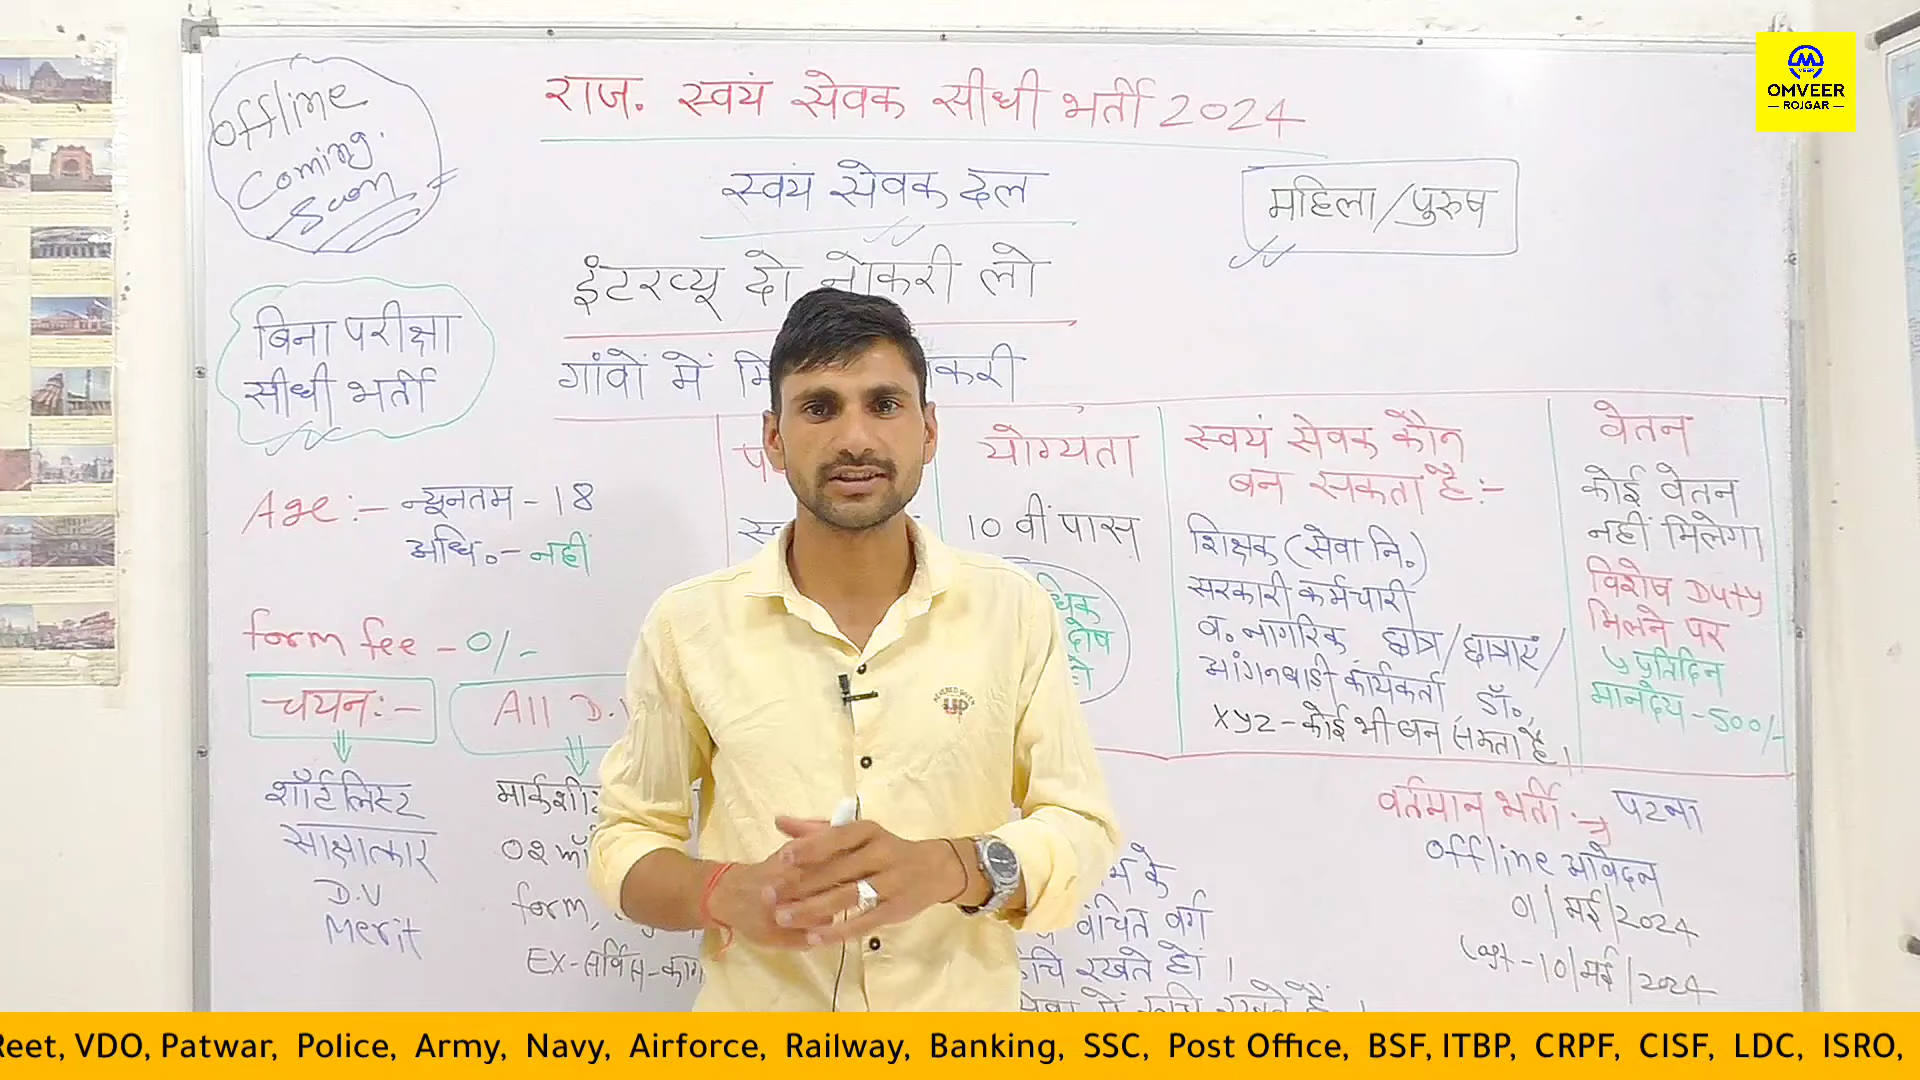 offline
coming
soon
राज. स्वयं सेवक सीधी भर्ती 2024
स्वयं सेवक दल
महिला/पुरुष
OMVEER
ROJGAR
इंटरव्यू दो नोकरी लो
बिना परीक्षा
सीधी भर्ती
गांवों में
योग्यता
10 वीं पास
स्वयं सेवक कौन
बन सकता है:-
शिक्षक (सेवा नि.)
सरकारी कर्मचारी
व. नागरिक छात्र/छात्राएं/
आंगनबाड़ी कार्यकर्ता, डॉ.,
xyz - कोई भी बन सकता है।
वेतन
कोई वेतन
नहीं मिलेगा
विशेष Duty
मिलने पर
प्रतिदिन
मानदेय - 500/-
Age:- न्यूनतम - 18
अधि. - नहीं
form fee - 0/-
चयन:-
शॉर्टलिस्ट
साक्षात्कार
D.V
Merit
All D.
form,
EX-सर्विस-
के
वंचित वर्ग
रखते हो।
वर्तमान भर्ती:→ पटना
offline आवेदन
01/मई/2024
Last - 10/मई/2024
Reet, VDO, Patwar, Police, Army, Navy, Airforce, Railway, Banking, SSC, Post Office, BSF, ITBP, CRPF, CISF, LDC, ISRO,